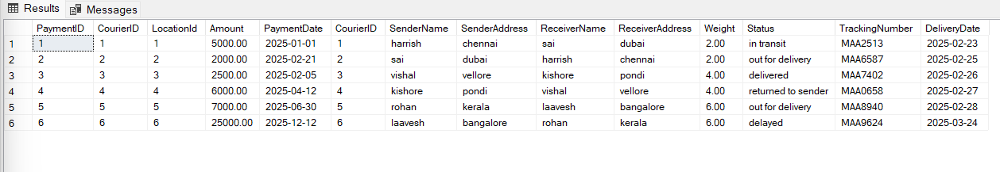 Results Messages
PaymentID CourierID LocationId Amount PaymentDate CourierID SenderName SenderAddress ReceiverName ReceiverAddress Weight Status TrackingNumber DeliveryDate
1 1 1 1 5000.00 2025-01-01 1 harrish chennai sai dubai 2.00 in transit MAA2513 2025-02-23
2 2 2 2 2000.00 2025-02-21 2 sai dubai harrish chennai 2.00 out for delivery MAA6587 2025-02-25
3 3 3 3 2500.00 2025-02-05 3 vishal vellore kishore pondi 4.00 delivered MAA7402 2025-02-26
4 4 4 4 6000.00 2025-04-12 4 kishore pondi vishal vellore 4.00 returned to sender MAA0658 2025-02-27
5 5 5 5 7000.00 2025-06-30 5 rohan kerala laavesh bangalore 6.00 out for delivery MAA8940 2025-02-28
6 6 6 6 25000.00 2025-12-12 6 laavesh bangalore rohan kerala 6.00 delayed MAA9624 2025-03-24